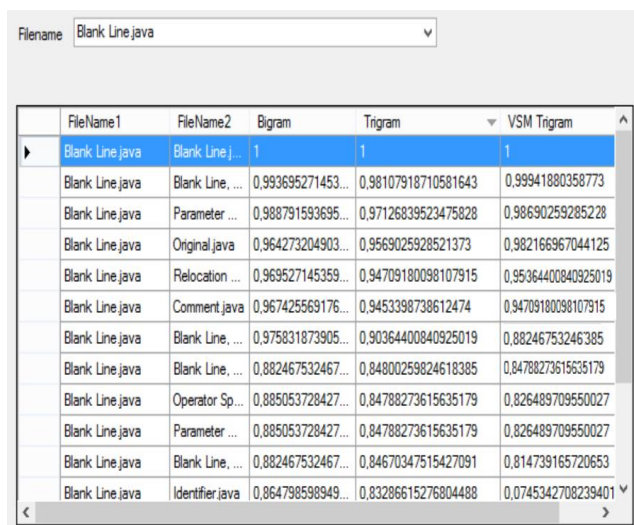 Filename Blank Line.java
FileName1 FileName2 Bigram Trigram VSM Trigram
Blank Line.java Blank Line.j... 1 1 1
Blank Line.java Blank Line, ... 0,993695271453... 0,98107918710581643 0,99941880358773
Blank Line.java Parameter ... 0,988791593695... 0,97126839523475828 0,98690259285228
Blank Line.java Original.java 0,964273204903... 0,9569025928521373 0,982166967044125
Blank Line.java Relocation ... 0,969527145359... 0,94709180098107915 0,95364400840925019
Blank Line.java Comment.java 0,967425569176... 0,9453398738612474 0,94709180098107915
Blank Line.java Blank Line, ... 0,975831873905... 0,90364400840925019 0,88246753246385
Blank Line.java Blank Line, ... 0,882467532467... 0,84800259824618385 0,84788273615635179
Blank Line.java Operator Sp... 0,885053728427... 0,84788273615635179 0,826489709550027
Blank Line.java Parameter ... 0,885053728427... 0,84788273615635179 0,826489709550027
Blank Line.java Blank Line, ... 0,882467532467... 0,84670347515427091 0,814739165720653
Blank Line.java Identifier.java 0,864798598949... 0,83286615276804488 0,0745342708239401